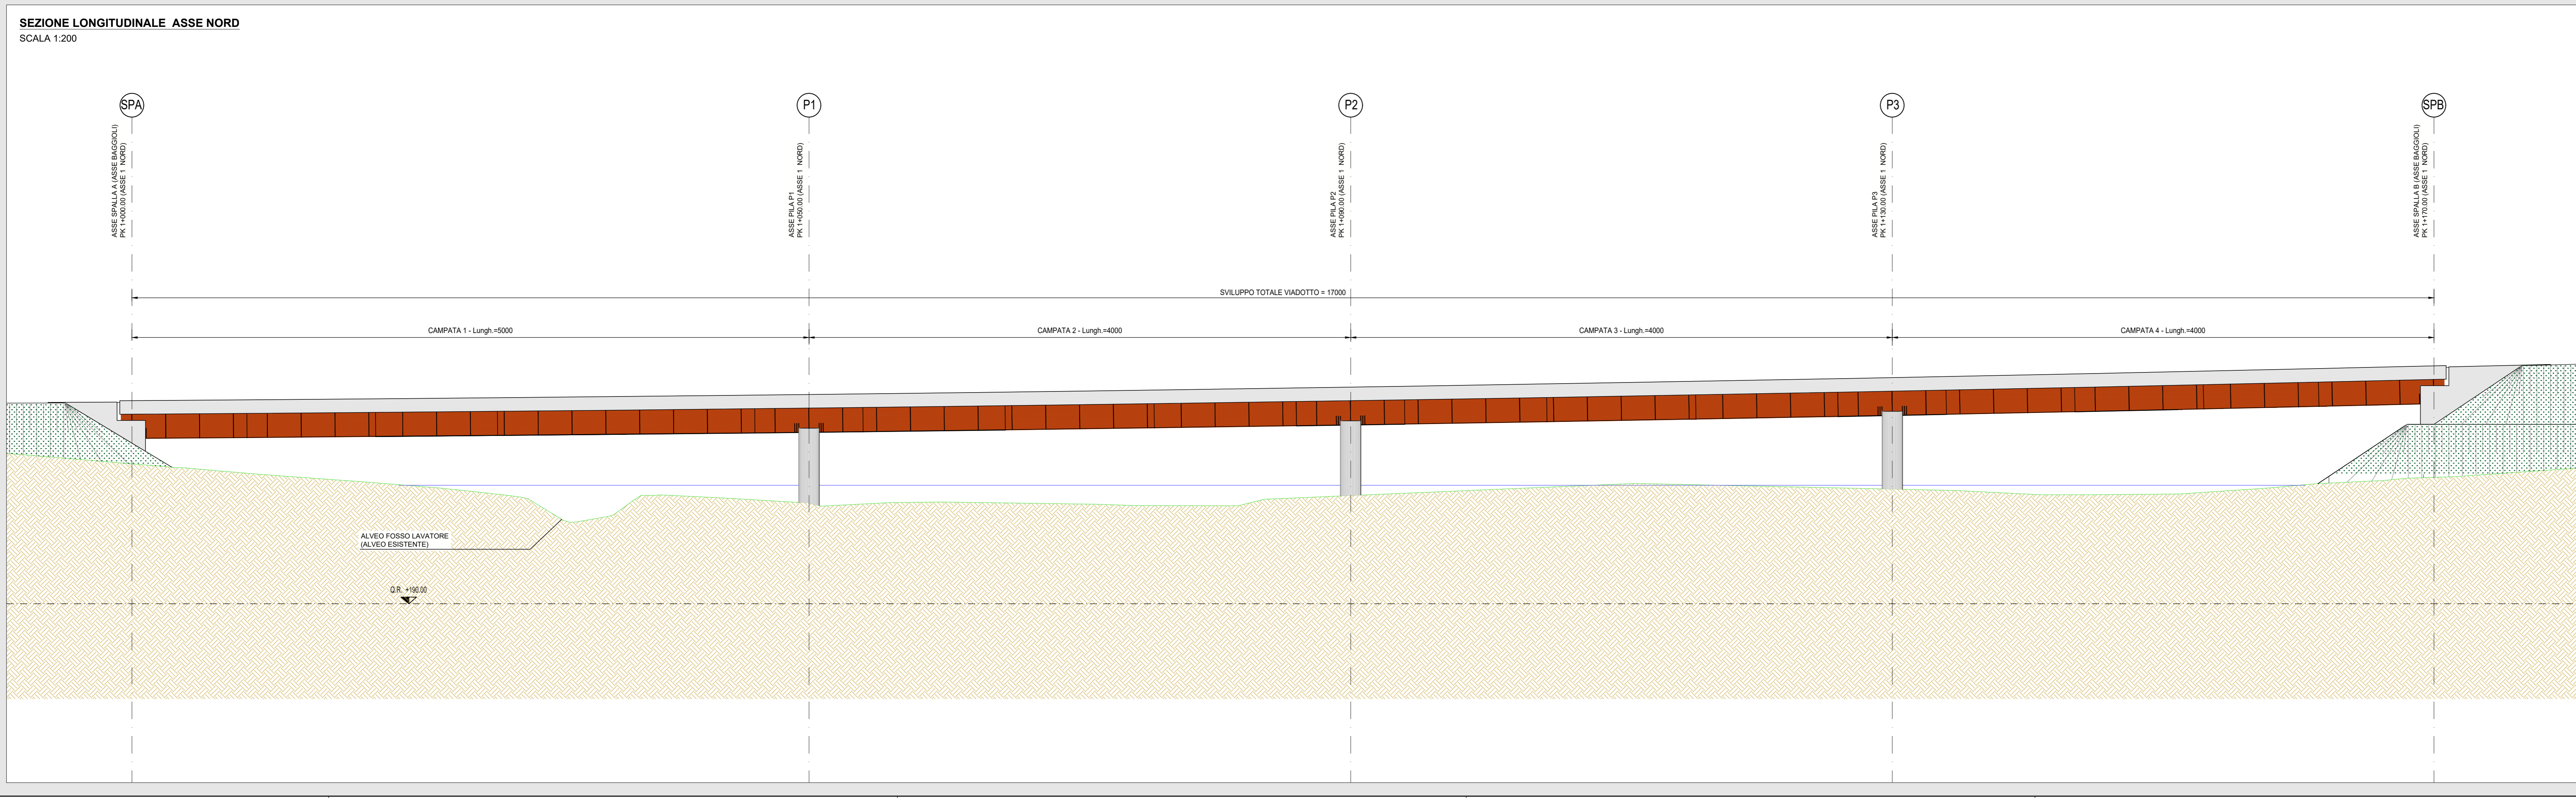 SEZIONE LONGITUDINALE ASSE NORD
SCALA 1:200
SPA
P1
P2
P3
SPB
ASSE SPALLA A (ASSE BAGGIOLI)
PK 1+000.00 (ASSE 1 NORD)
ASSE PILA P1
PK 1+050.00 (ASSE 1 NORD)
ASSE PILA P2
PK 1+090.00 (ASSE 1 NORD)
ASSE PILA P3
PK 1+130.00 (ASSE 1 NORD)
ASSE SPALLA B (ASSE BAGGIOLI)
PK 1+170.00 (ASSE 1 NORD)
SVILUPPO TOTALE VIADOTTO = 17000
CAMPATA 1 - Lungh.=5000
CAMPATA 2 - Lungh.=4000
CAMPATA 3 - Lungh.=4000
CAMPATA 4 - Lungh.=4000
ALVEO FOSSO LAVATORE
(ALVEO ESISTENTE)
Q.R. +190.00